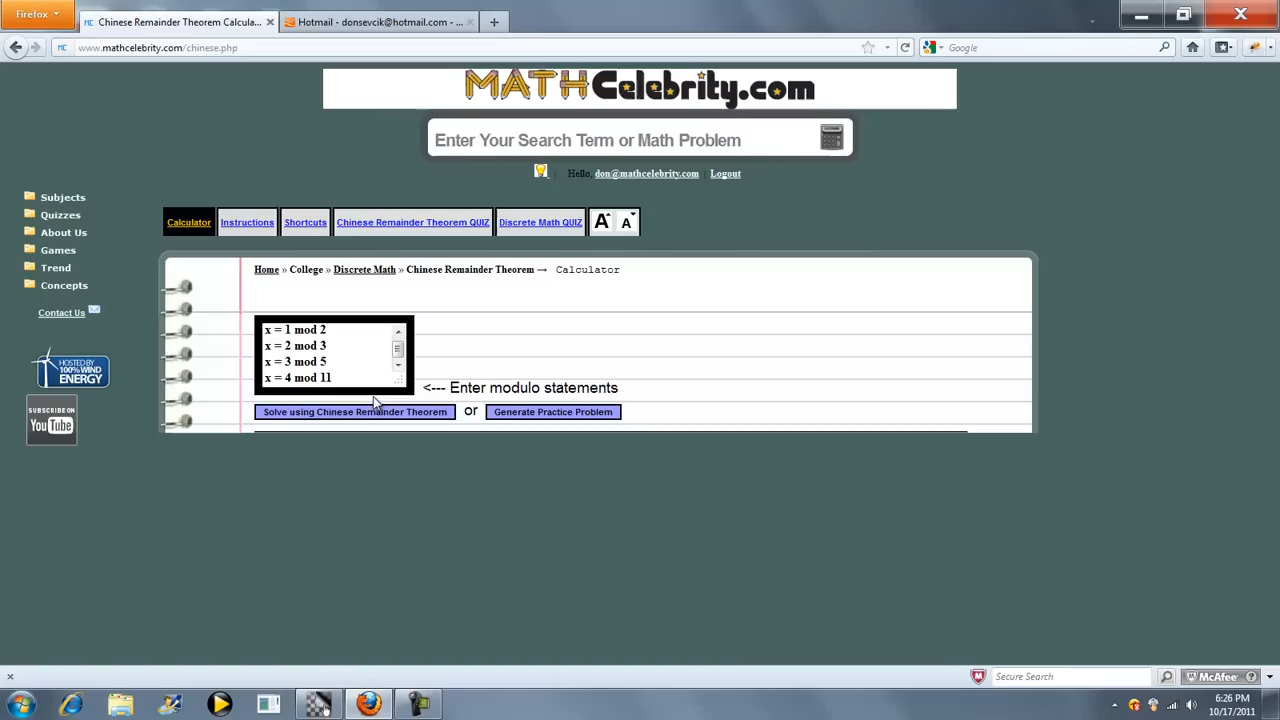 Firefox
Chinese Remainder Theorem Calcula...
Hotmail - donsevcik@hotmail.com - ...
www.mathcelebrity.com/chinese.php
Google
MATHCelebrity.com
Enter Your Search Term or Math Problem
Hello, don@mathcelebrity.com | Logout
Subjects
Quizzes
About Us
Games
Trend
Concepts
Contact Us
HOSTED BY
100% WIND
ENERGY
SUBSCRIBE ON
YouTube
Calculator
Instructions
Shortcuts
Chinese Remainder Theorem QUIZ
Discrete Math QUIZ
A A
Home » College » Discrete Math » Chinese Remainder Theorem → Calculator
x = 1 mod 2
x = 2 mod 3
x = 3 mod 5
x = 4 mod 11
<--- Enter modulo statements
Solve using Chinese Remainder Theorem or Generate Practice Problem
Secure Search
McAfee
6:26 PM
10/17/2011